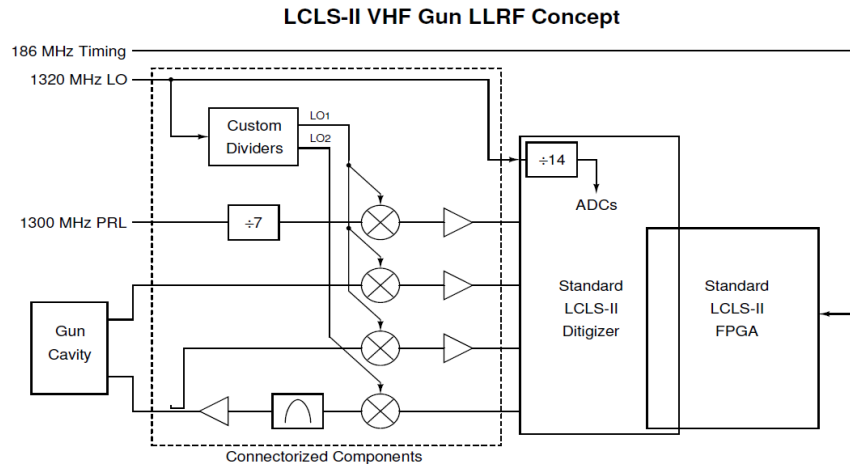 LCLS-II VHF Gun LLRF Concept
186 MHz Timing
1320 MHz LO
Custom
Dividers
LO1
LO2
÷14
ADCs
1300 MHz PRL
÷7
Gun
Cavity
Standard
LCLS-II
Ditigizer
Standard
LCLS-II
FPGA
Connectorized Components